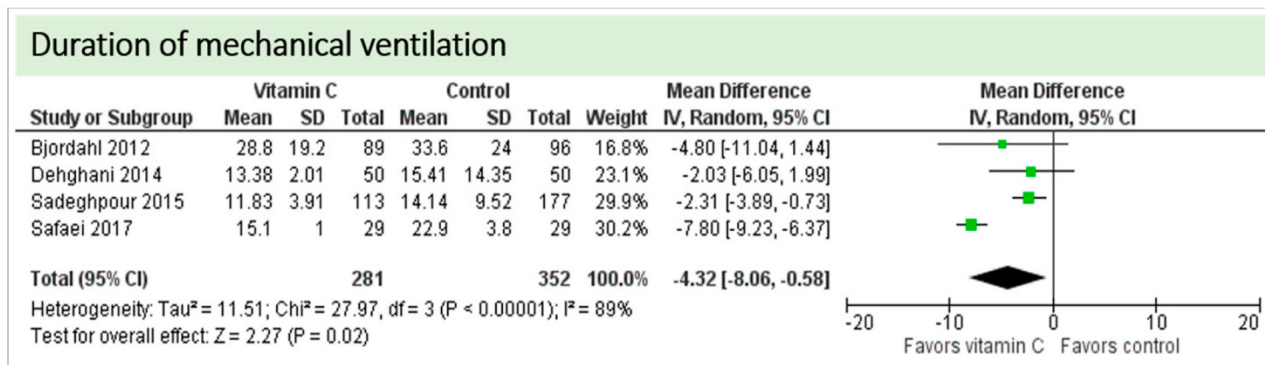 Duration of mechanical ventilation
Vitamin C Control Mean Difference Mean Difference
Study or Subgroup Mean SD Total Mean SD Total Weight IV, Random, 95% CI IV, Random, 95% CI
Bjordahl 2012 28.8 19.2 89 33.6 24 96 16.8% -4.80 [-11.04, 1.44]
Dehghani 2014 13.38 2.01 50 15.41 14.35 50 23.1% -2.03 [-6.05, 1.99]
Sadeghpour 2015 11.83 3.91 113 14.14 9.52 177 29.9% -2.31 [-3.89, -0.73]
Safaei 2017 15.1 1 29 22.9 3.8 29 30.2% -7.80 [-9.23, -6.37]
Total (95% CI) 281 352 100.0% -4.32 [-8.06, -0.58]
Heterogeneity: Tau² = 11.51; Chi² = 27.97, df = 3 (P < 0.00001); I² = 89%
Test for overall effect: Z = 2.27 (P = 0.02)
-20 -10 0 10 20
Favors vitamin C Favors control